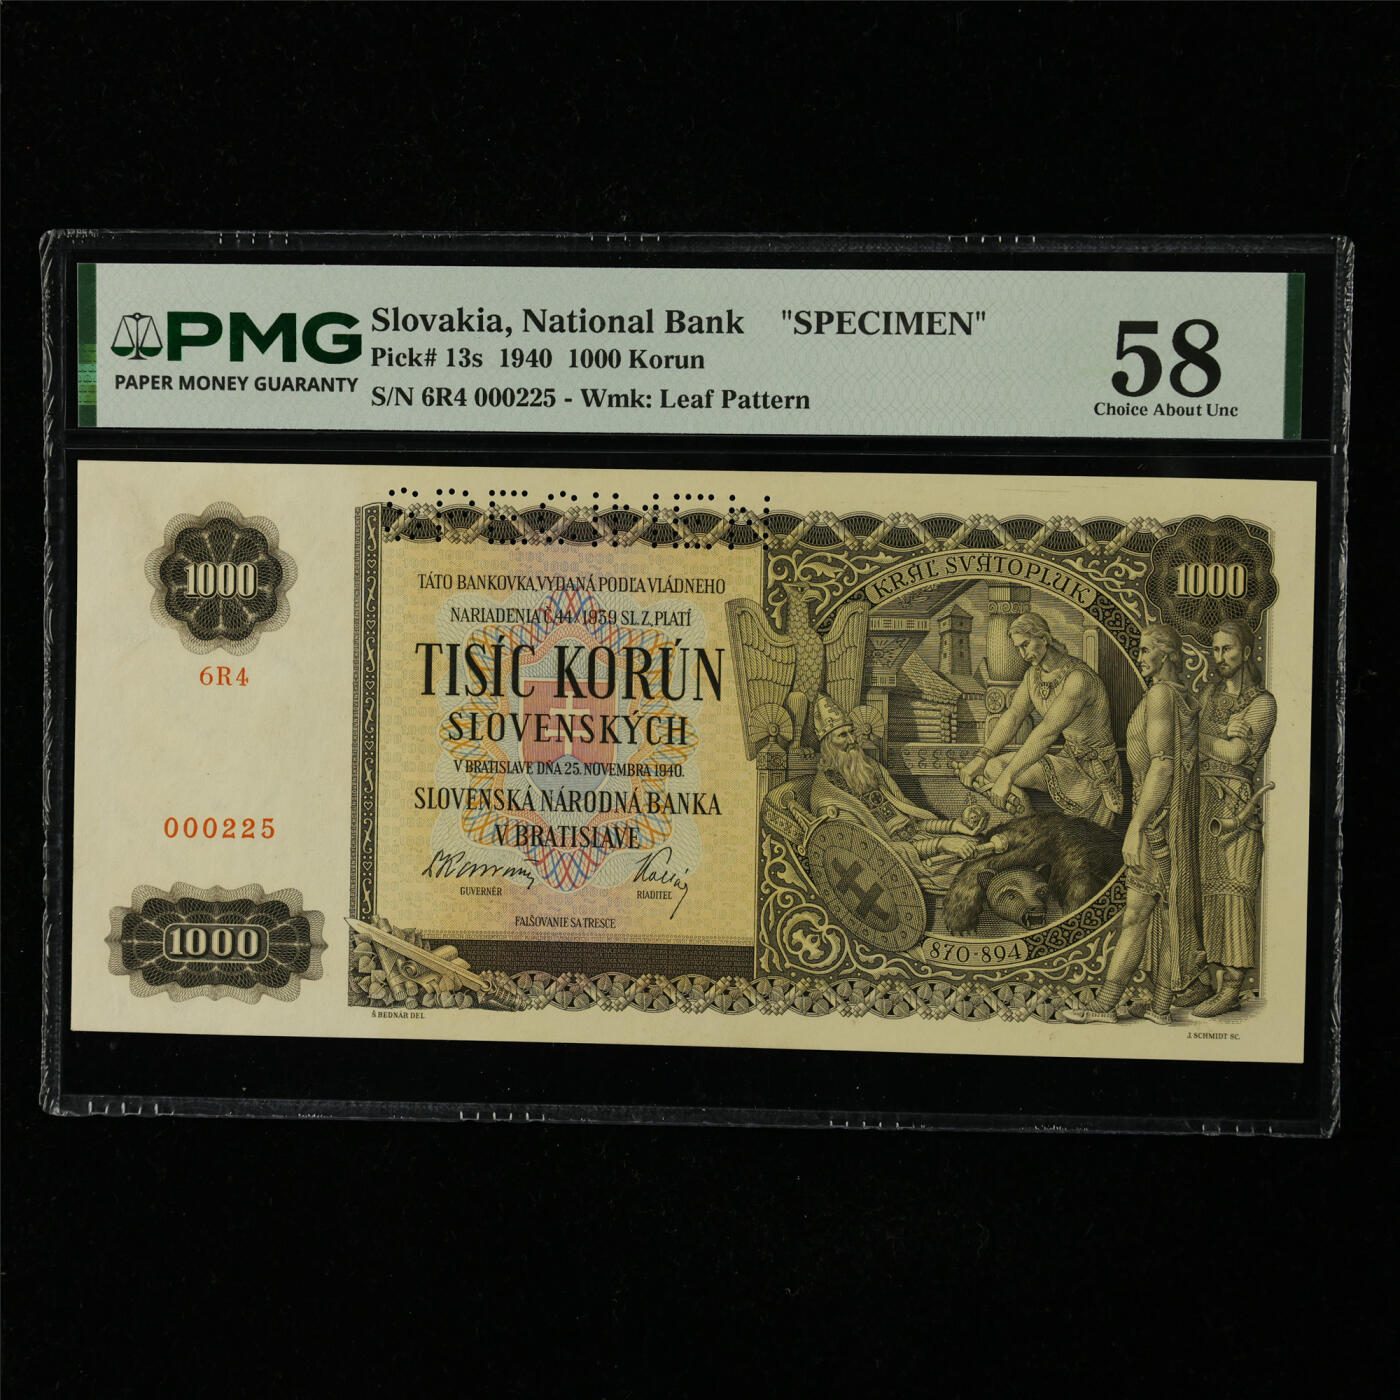 PMG
PAPER MONEY GUARANTY
Slovakia, National Bank "SPECIMEN"
Pick# 13s 1940 1000 Korun
S/N 6R4 000225 - Wmk: Leaf Pattern
58
Choice About Unc
SPECIMEN
1000
6R4
000225
1000
TÁTO BANKOVKA, VYDANÁ PODĽA VLÁDNEHO
NARIADENIA Č. 44/1939 SL. Z., PLATÍ
TISÍC KORÚN
SLOVENSKÝCH
V BRATISLAVE DŇA 25. NOVEMBRA 1940.
SLOVENSKÁ NÁRODNÁ BANKA
V BRATISLAVE
GUVERNÉR
RIADITEĽ
FALŠOVANIE SA TRESCE
KRÁĽ SVÄTOPLUK
1000
870-894
Š. BEDNÁR DEL.
J. SCHMIDT SC.